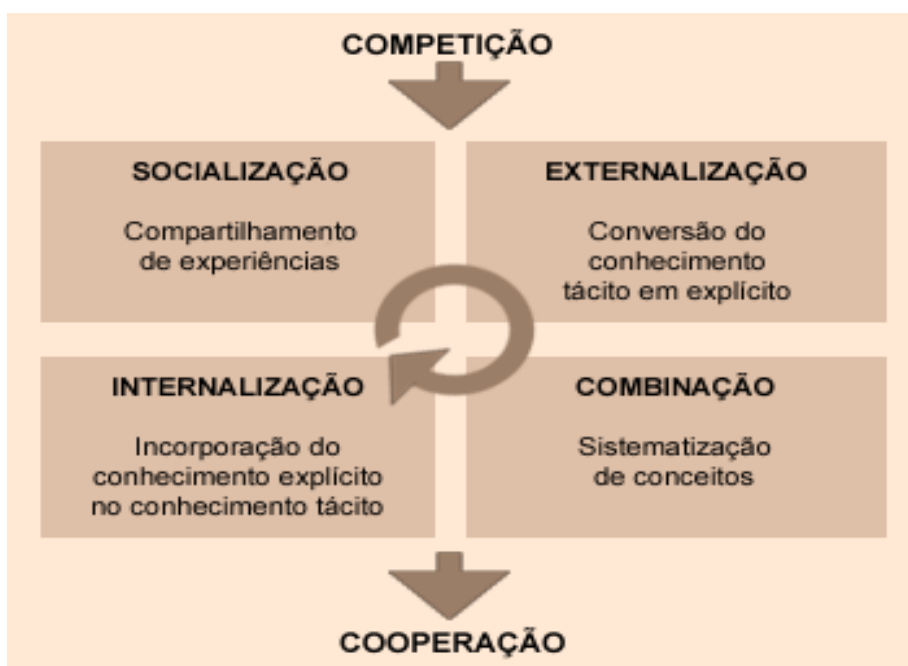 COMPETIÇÃO
SOCIALIZAÇÃO
Compartilhamento
de experiências
EXTERNALIZAÇÃO
Conversão do
conhecimento
tácito em explícito
INTERNALIZAÇÃO
Incorporação do
conhecimento explícito
no conhecimento tácito
COMBINAÇÃO
Sistematização
de conceitos
COOPERAÇÃO